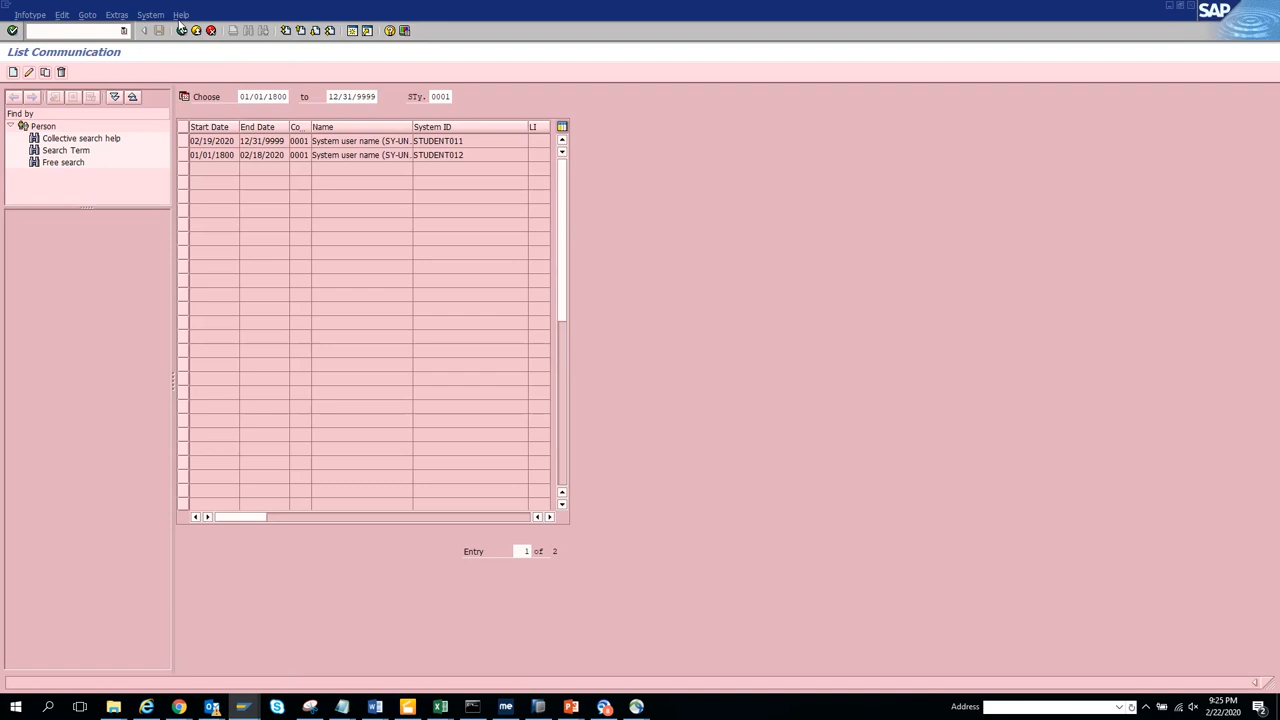 Infotype Edit Goto Extras System Help
SAP
List Communication
Choose 01/01/1800 to 12/31/9999 STy. 0001
Find by
Person
Collective search help
Search Term
Free search
Start Date End Date Co.. Name System ID LI
02/19/2020 12/31/9999 0001 System user name (SY-UN.. STUDENT011
01/01/1800 02/18/2020 0001 System user name (SY-UN.. STUDENT012
Entry 1 of 2
Address
9:25 PM
2/22/2020